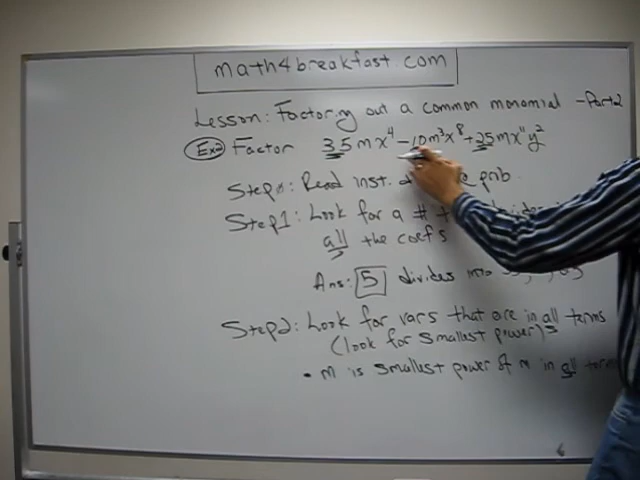 math4breakfast.com
Lesson: Factoring out a common monomial - Part 2
Ex2 Factor 35mx⁴ - 10m³x⁸ + 25mx¹¹y²
Step0: Read inst. prob.
Step1: Look for a #
all the coefs
Ans: 5 divides into
Step2: Look for vars that are in all terms
(look for smallest power)
• m is smallest power of m in all term